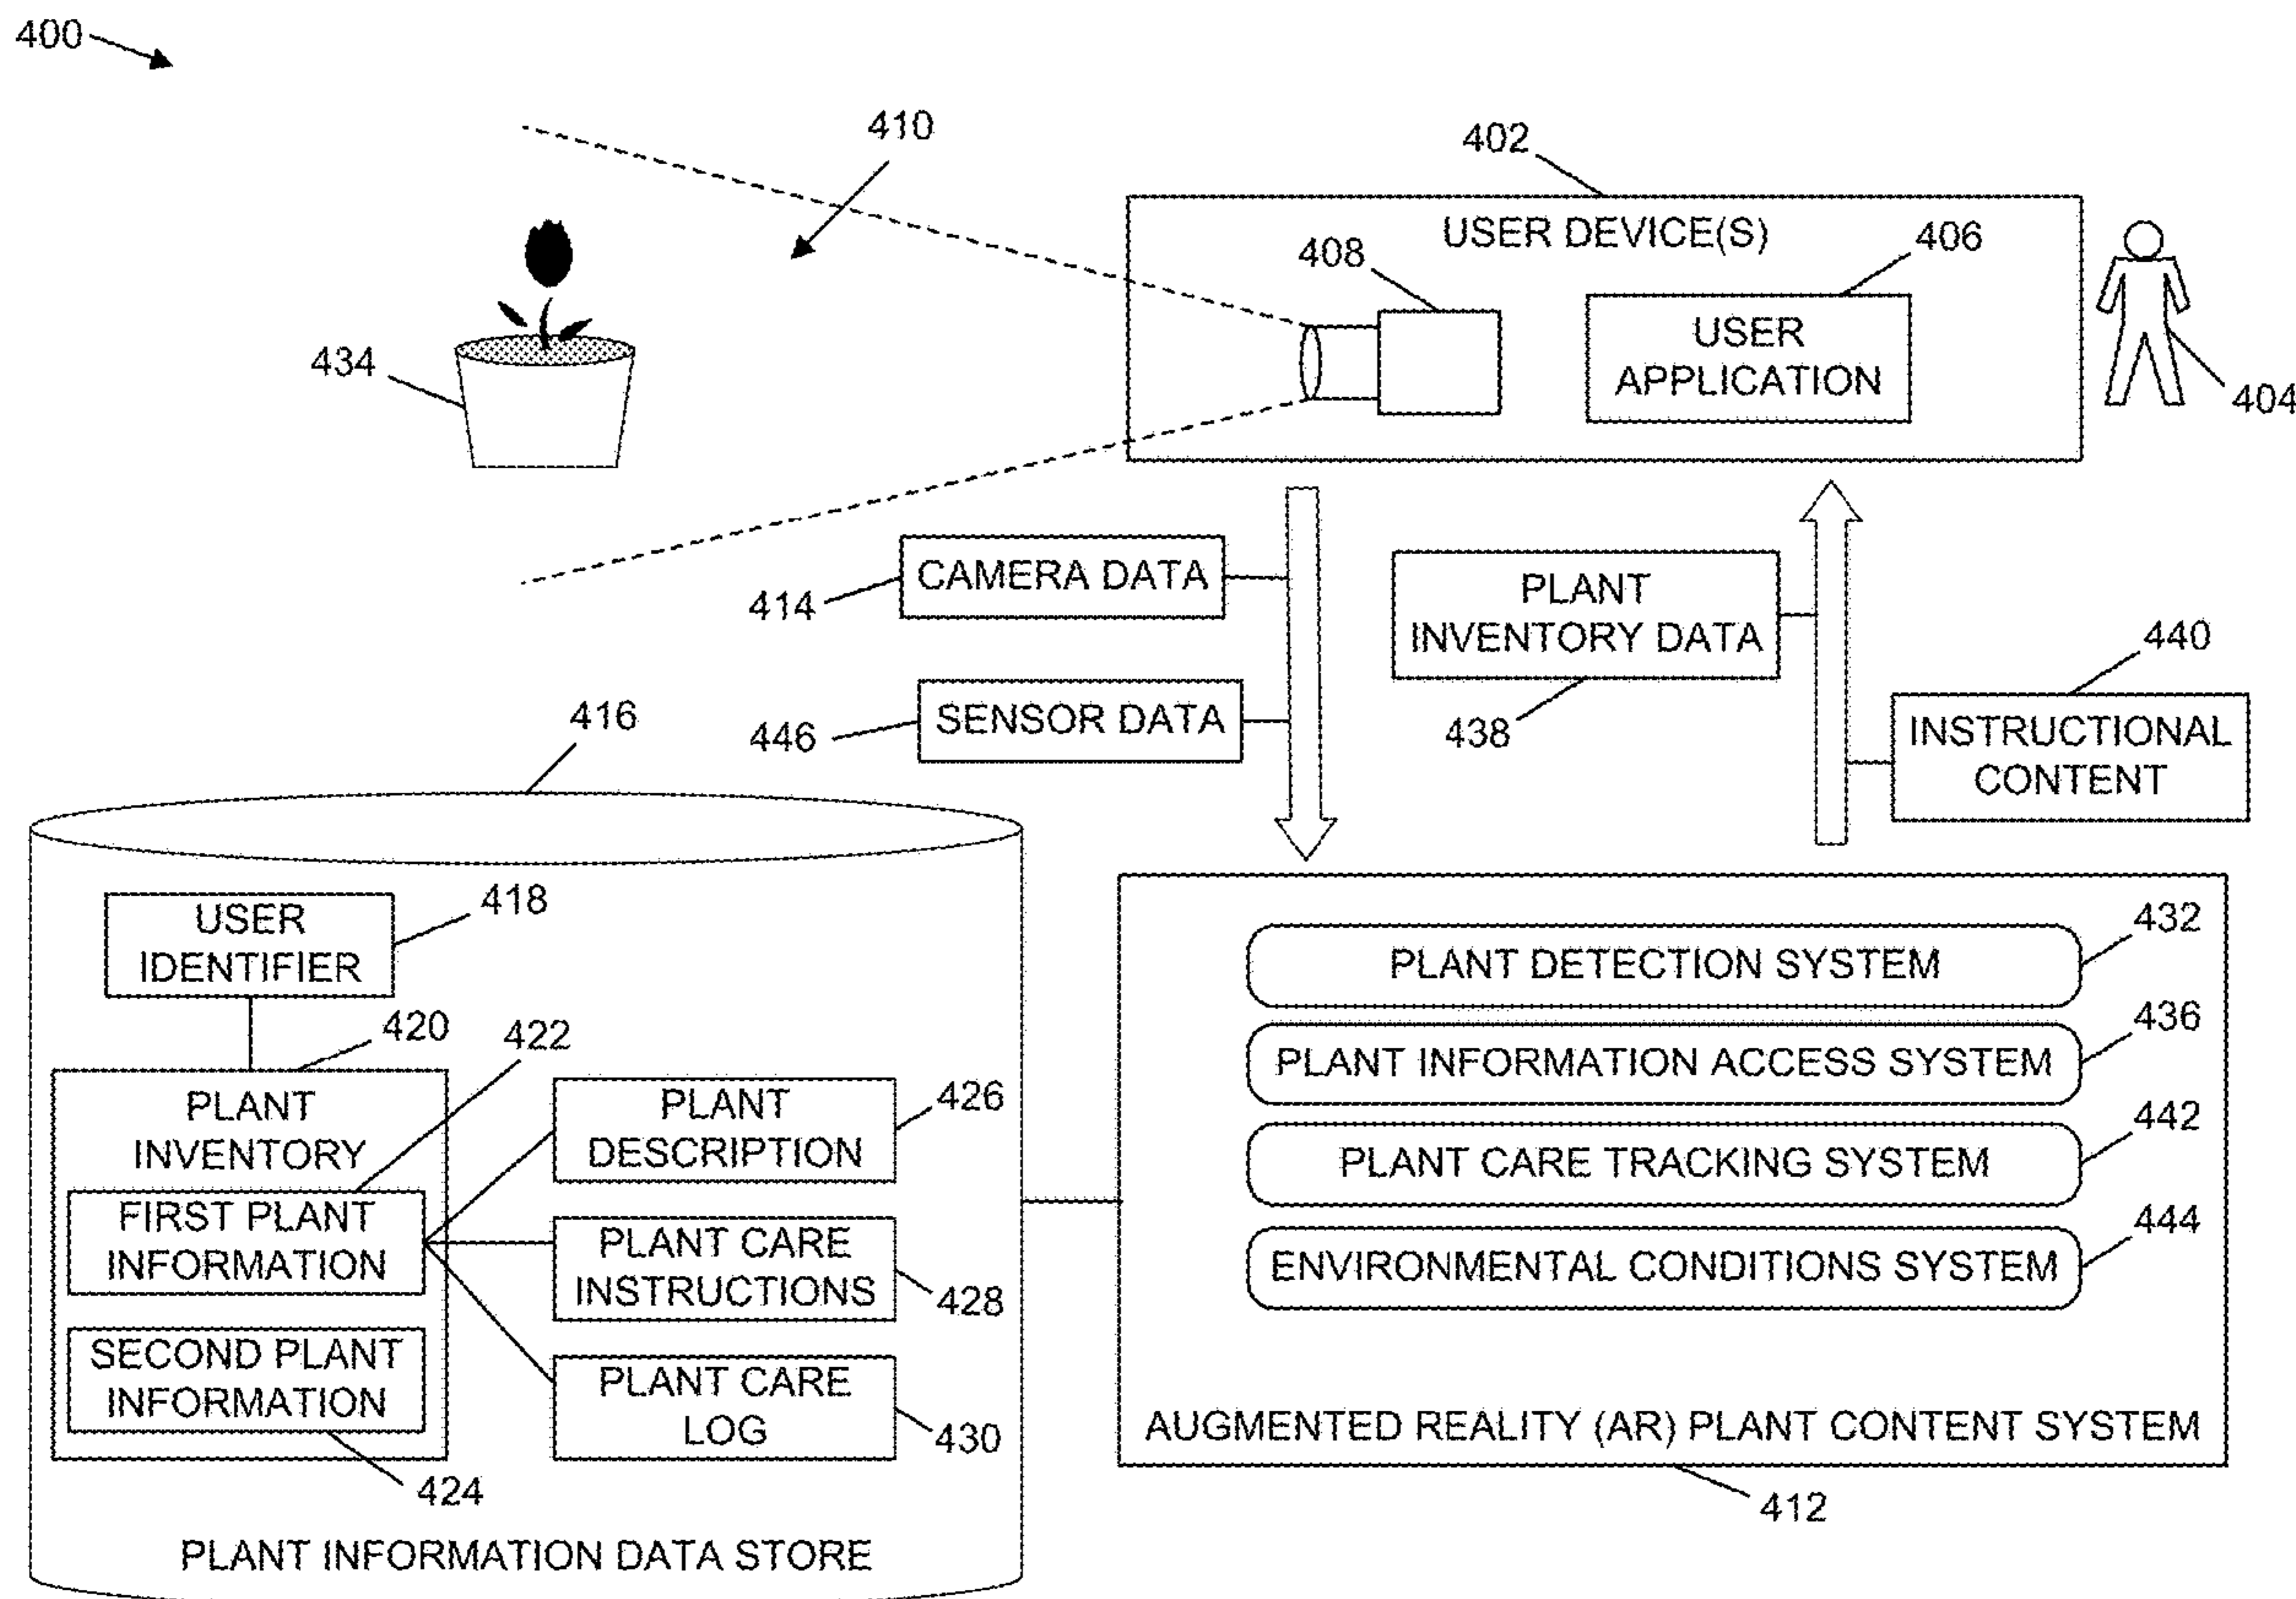 400
410
402
USER DEVICE(S)
408
406
USER
APPLICATION
434
404
CAMERA DATA
414
PLANT
INVENTORY DATA
438
440
INSTRUCTIONAL
CONTENT
SENSOR DATA
446
416
USER
IDENTIFIER
418
420
422
PLANT
INVENTORY
FIRST PLANT
INFORMATION
SECOND PLANT
INFORMATION
424
PLANT
DESCRIPTION
426
PLANT CARE
INSTRUCTIONS
428
PLANT CARE
LOG
430
PLANT INFORMATION DATA STORE
PLANT DETECTION SYSTEM
432
PLANT INFORMATION ACCESS SYSTEM
436
PLANT CARE TRACKING SYSTEM
442
ENVIRONMENTAL CONDITIONS SYSTEM
444
AUGMENTED REALITY (AR) PLANT CONTENT SYSTEM
412